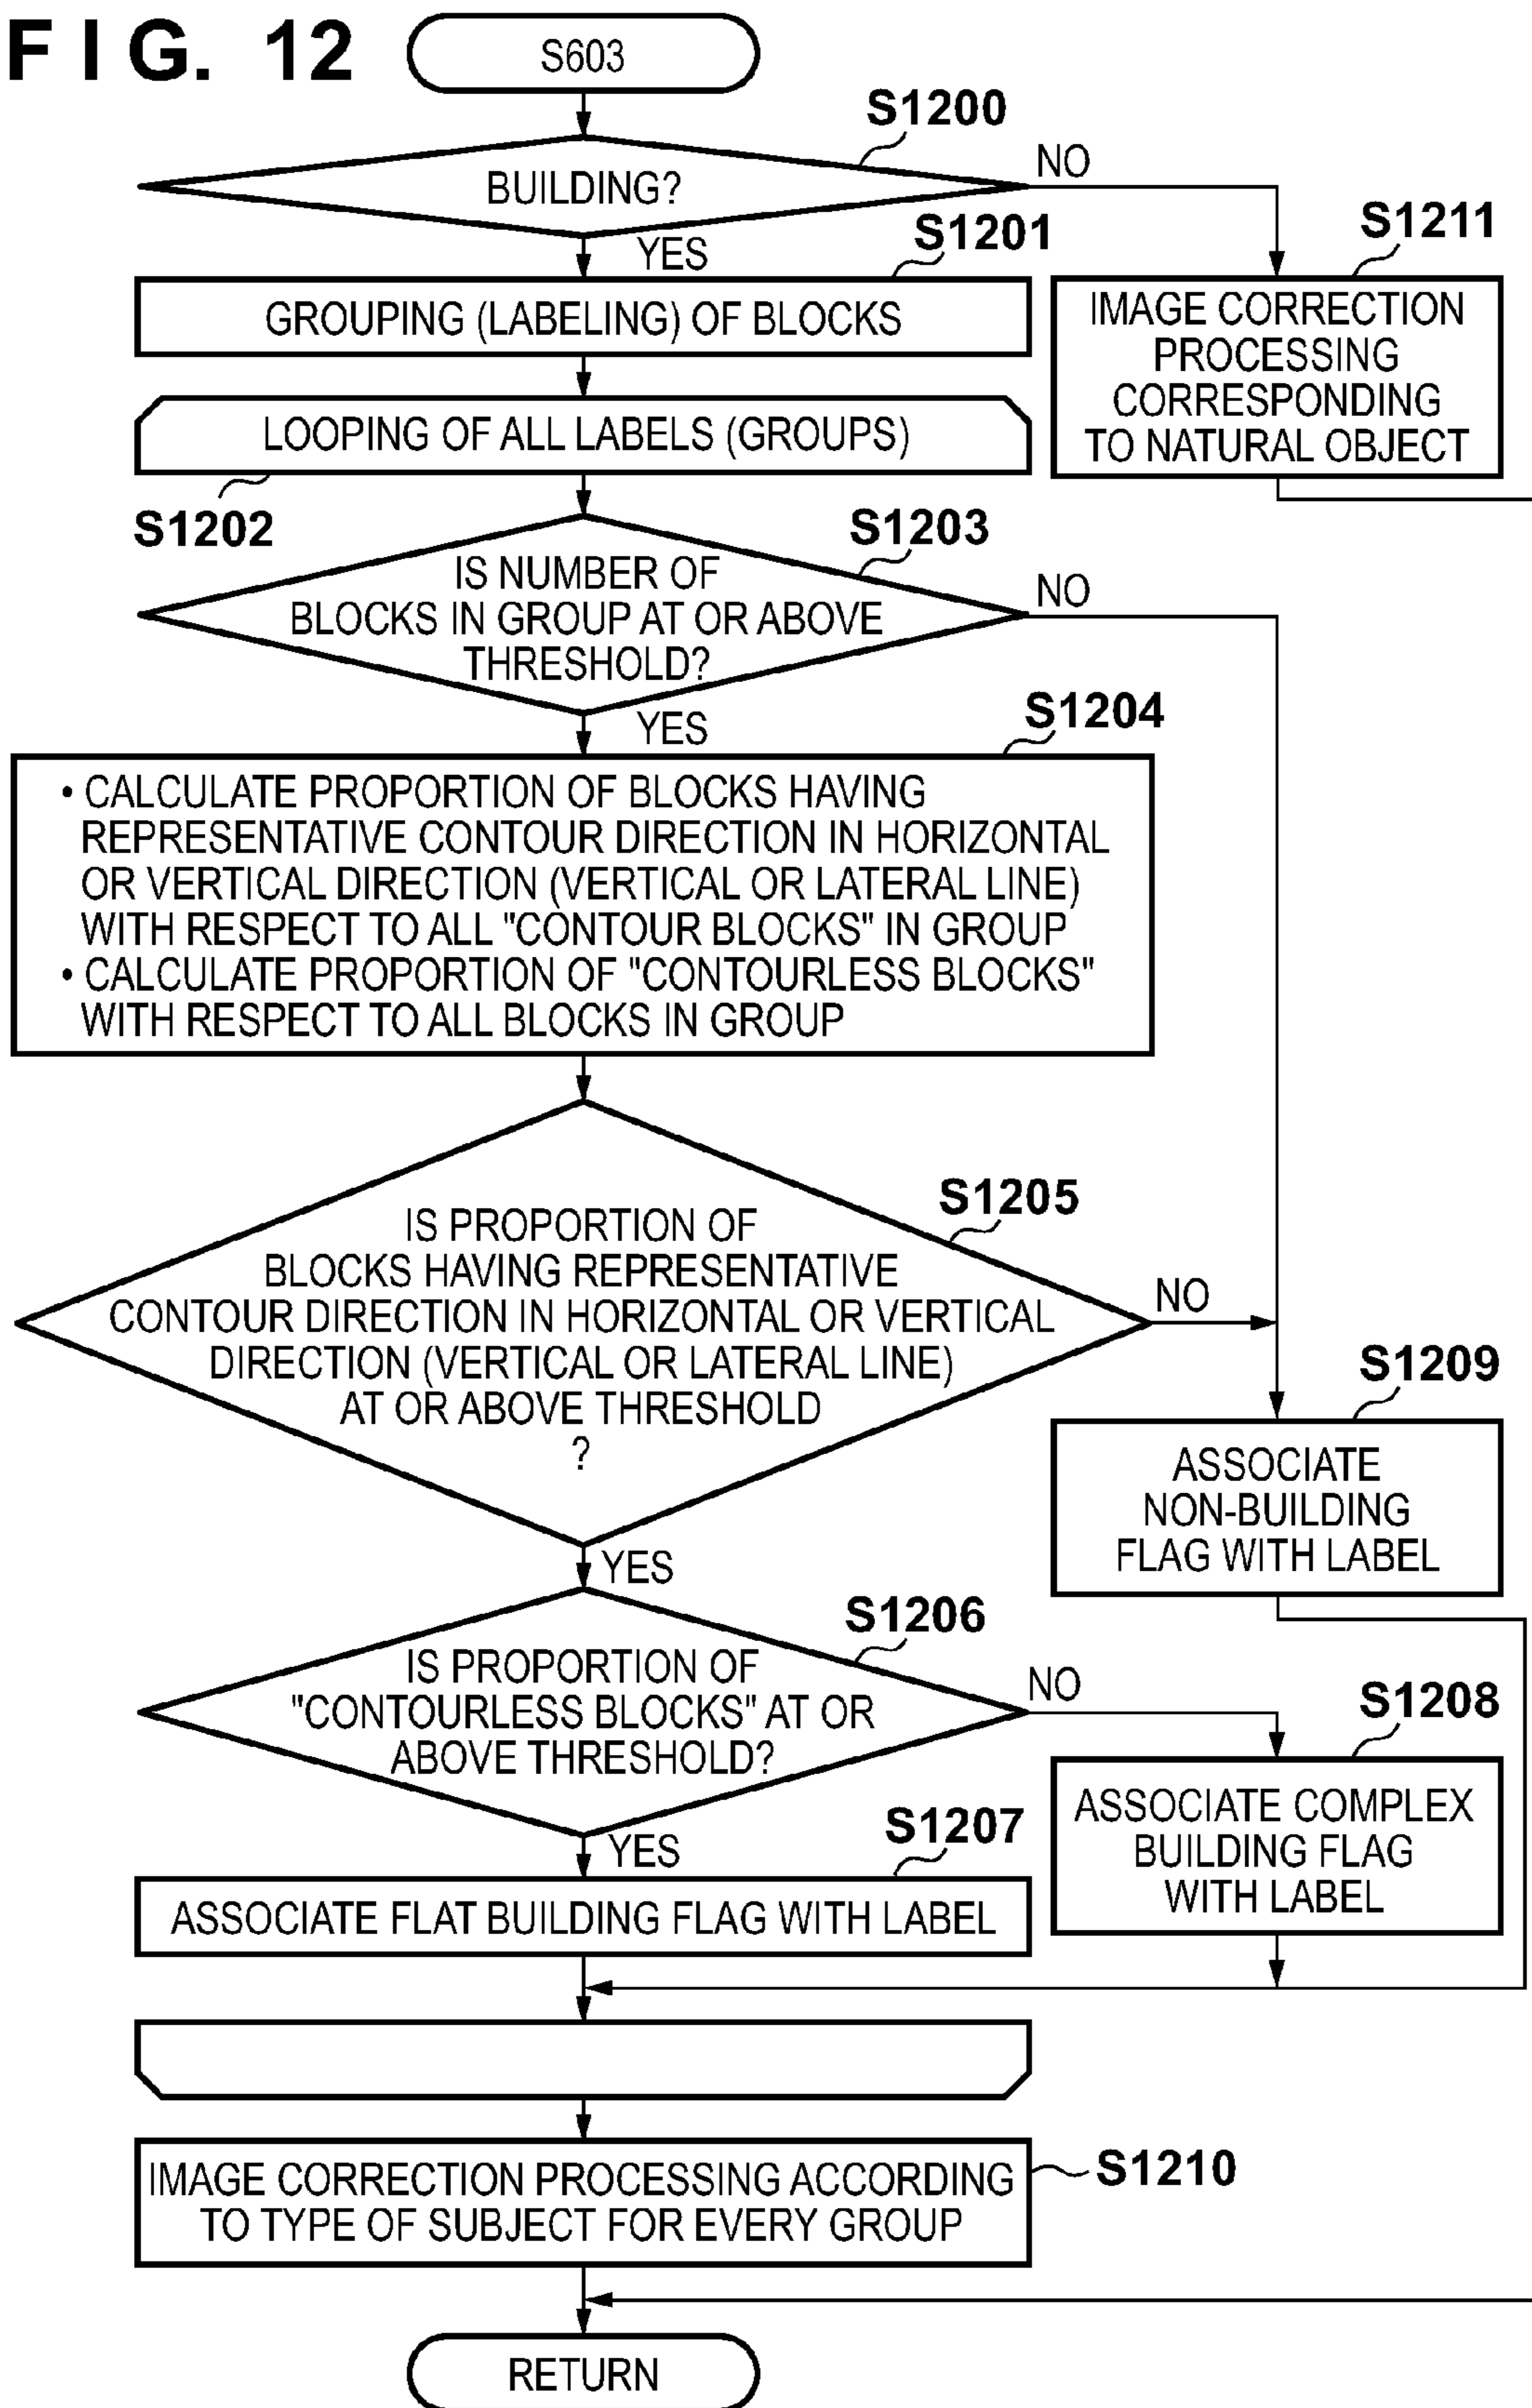 FIG. 12
S603
S1200
BUILDING?
NO
YES
S1201
S1211
GROUPING (LABELING) OF BLOCKS
IMAGE CORRECTION
PROCESSING
CORRESPONDING
TO NATURAL OBJECT
LOOPING OF ALL LABELS (GROUPS)
S1202
S1203
IS NUMBER OF
BLOCKS IN GROUP AT OR ABOVE
THRESHOLD?
NO
YES
S1204
• CALCULATE PROPORTION OF BLOCKS HAVING
REPRESENTATIVE CONTOUR DIRECTION IN HORIZONTAL
OR VERTICAL DIRECTION (VERTICAL OR LATERAL LINE)
WITH RESPECT TO ALL "CONTOUR BLOCKS" IN GROUP
• CALCULATE PROPORTION OF "CONTOURLESS BLOCKS"
WITH RESPECT TO ALL BLOCKS IN GROUP
S1205
IS PROPORTION OF
BLOCKS HAVING REPRESENTATIVE
CONTOUR DIRECTION IN HORIZONTAL OR VERTICAL
DIRECTION (VERTICAL OR LATERAL LINE)
AT OR ABOVE THRESHOLD
?
NO
YES
S1209
ASSOCIATE
NON-BUILDING
FLAG WITH LABEL
S1206
IS PROPORTION OF
"CONTOURLESS BLOCKS" AT OR
ABOVE THRESHOLD?
NO
YES
S1208
ASSOCIATE COMPLEX
BUILDING FLAG
WITH LABEL
S1207
ASSOCIATE FLAT BUILDING FLAG WITH LABEL
IMAGE CORRECTION PROCESSING ACCORDING
TO TYPE OF SUBJECT FOR EVERY GROUP
S1210
RETURN